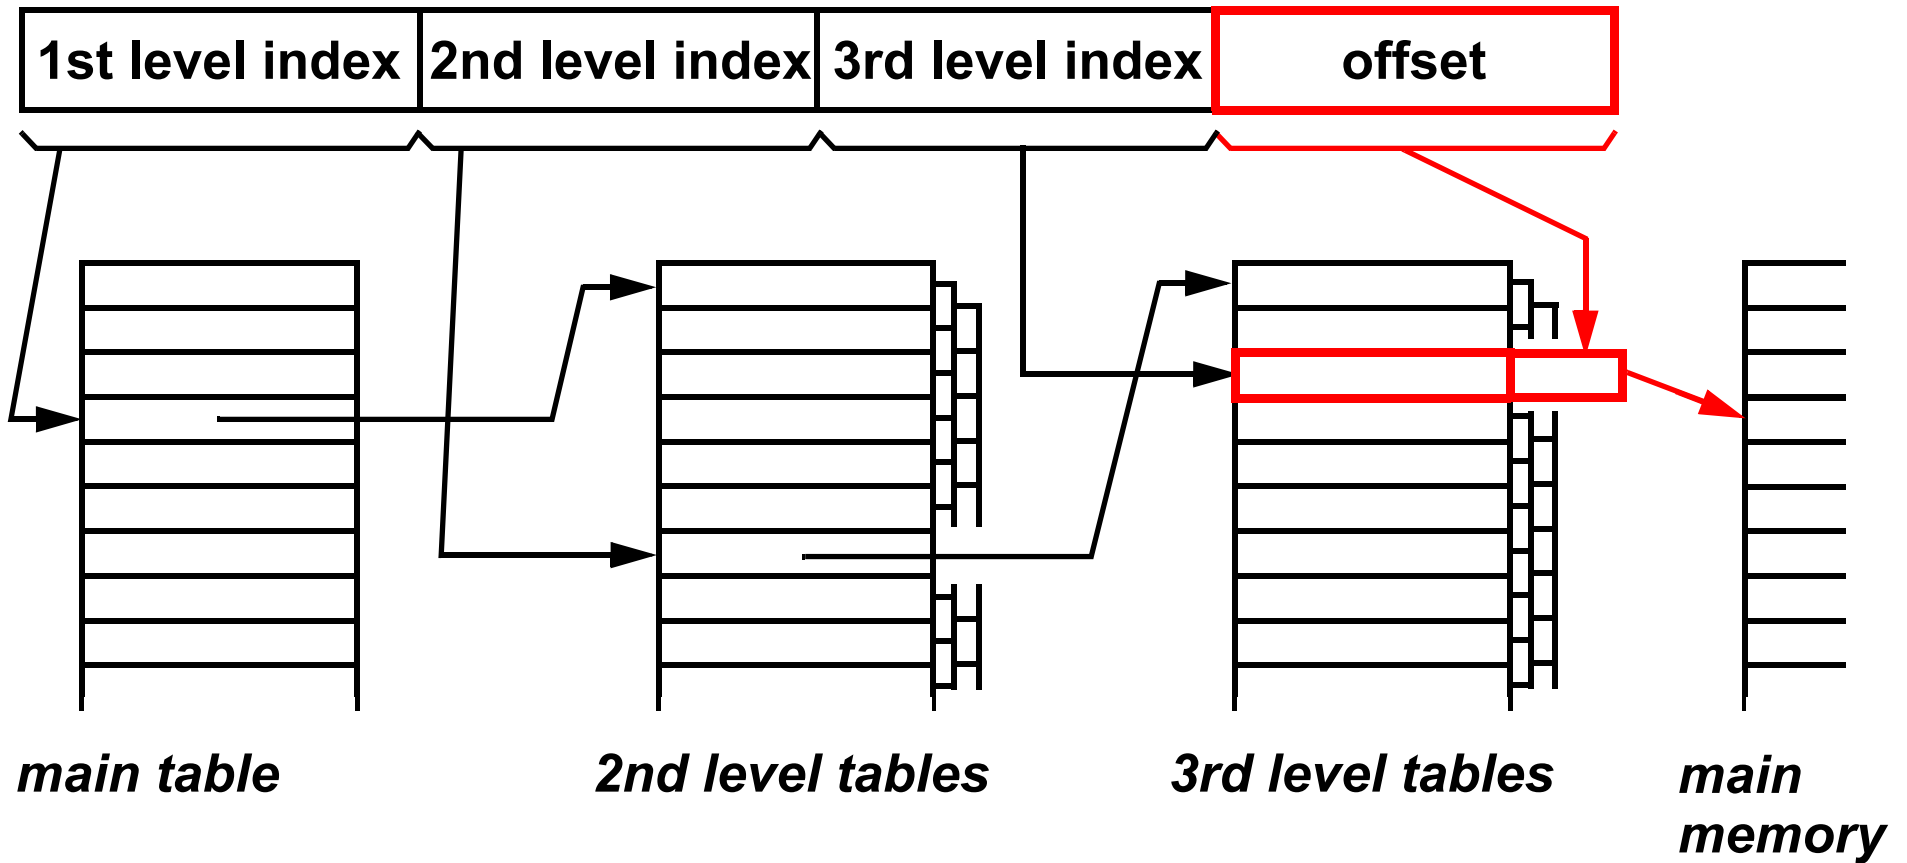 1st level index 2nd level index 3rd level index offset
main table 2nd level tables 3rd level tables main
memory